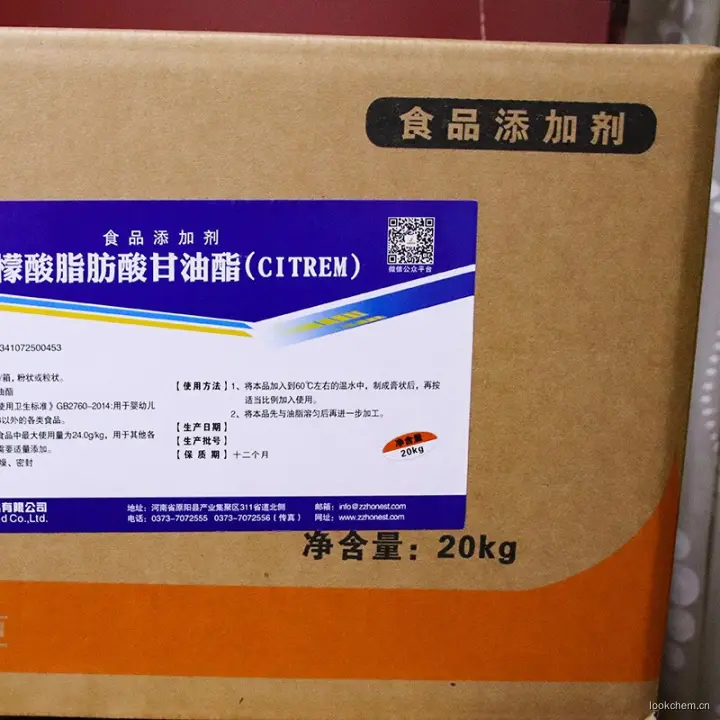 食品添加剂
食品添加剂
檬酸脂肪酸甘油酯(CITREM)
微信公众平台
341072500453
箱，粉状或粒状。
油酯
使用卫生标准》GB2760-2014:用于婴幼儿
以外的各类食品。
食品中最大使用量为24.0g/kg，用于其他各
需要适量添加。
燥、密封
【使用方法】1、将本品加入到60℃左右的温水中，制成膏状后，再按
适当比例加入使用。
2、将本品先与油脂溶匀后再进一步加工。
【生产日期】
【生产批号】
【保 质 期】十二个月
净含量
20kg
有限公司
d Co.,Ltd.
地址：河南省原阳县产业集聚区311省道北侧
电话：0373-7072555 0373-7072556（传真）
邮箱：info@zzhonest.com
网址：www.zzhonest.com
净含量：20kg
lookchem.cn